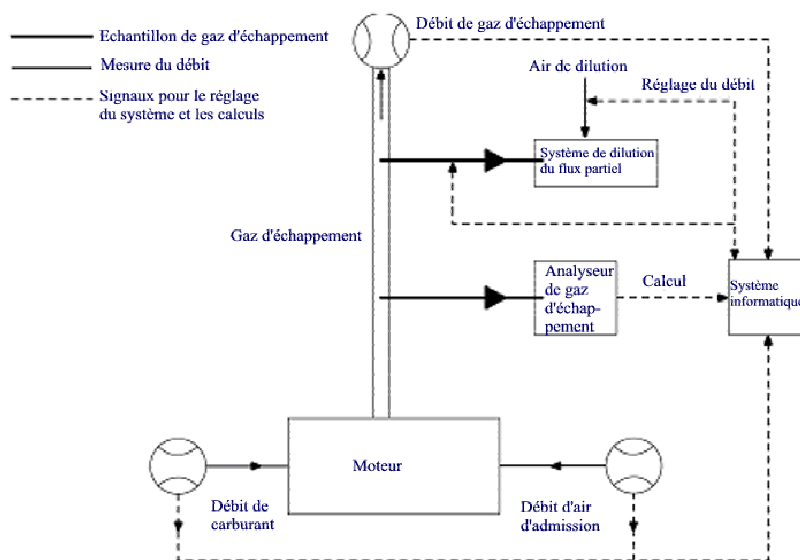 Echantillon de gaz d'échappement
Mesure du débit
Signaux pour le réglage
du système et les calculs
Débit de gaz d'échappement
Air de dilution
Réglage du débit
Système de dilution
du flux partiel
Gaz d'échappement
Analyseur
de gaz
d'échap-
pement
Calcul
Système
informatique
Moteur
Débit de
carburant
Débit d'air
d'admission